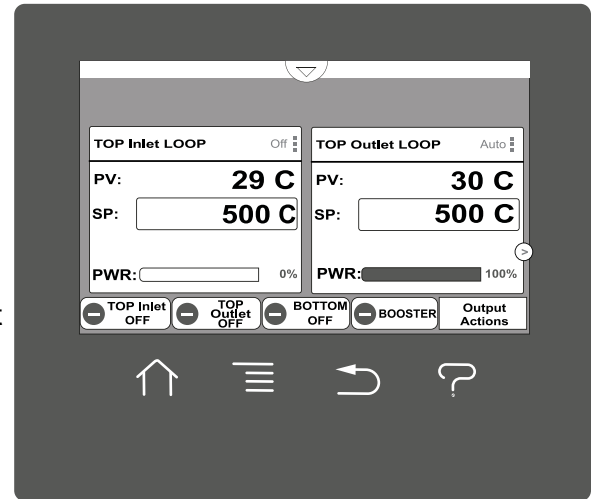 TOP Inlet LOOP Off
PV: 29 C
SP: 500 C
PWR: 0%
TOP Outlet LOOP Auto
PV: 30 C
SP: 500 C
PWR: 100%
>
TOP Inlet
OFF
TOP
Outlet
OFF
BOTTOM
OFF
BOOSTER
Output
Actions
?